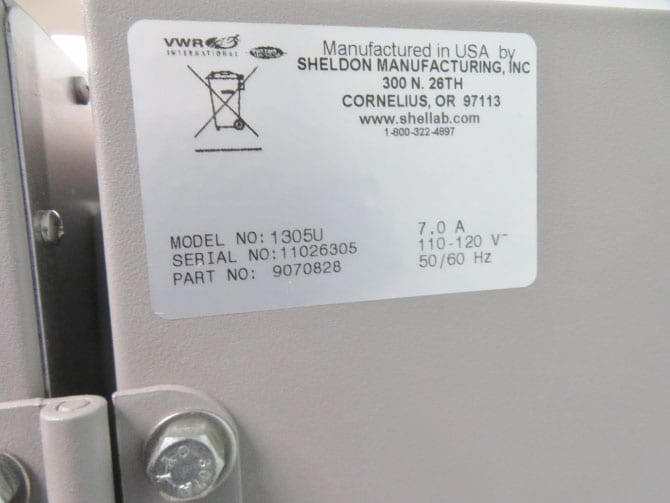 VWR
INTERNATIONAL
Manufactured in USA by
SHELDON MANUFACTURING, INC
300 N. 26TH
CORNELIUS, OR 97113
www.shellab.com
1-800-322-4897
MODEL NO: 1305U
SERIAL NO: 11026305
PART NO: 9070828
7.0 A
110-120 V~
50/60 Hz